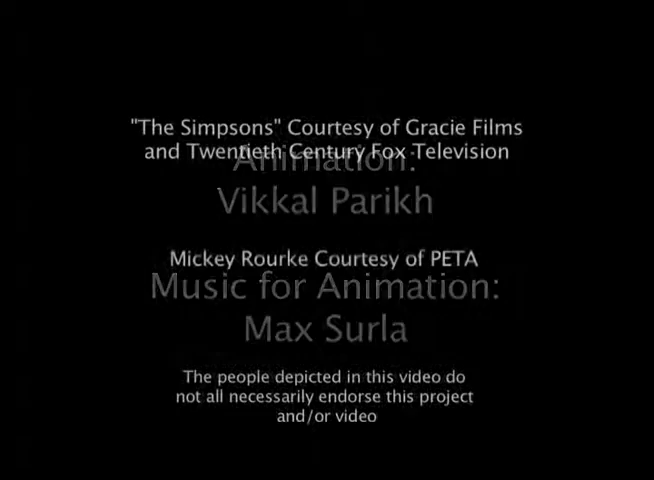 "The Simpsons" Courtesy of Gracie Films
and Twentieth Century Fox Television
Animation:
Vikkal Parikh
Mickey Rourke Courtesy of PETA
Music for Animation:
Max Surla
The people depicted in this video do
not all necessarily endorse this project
and/or video